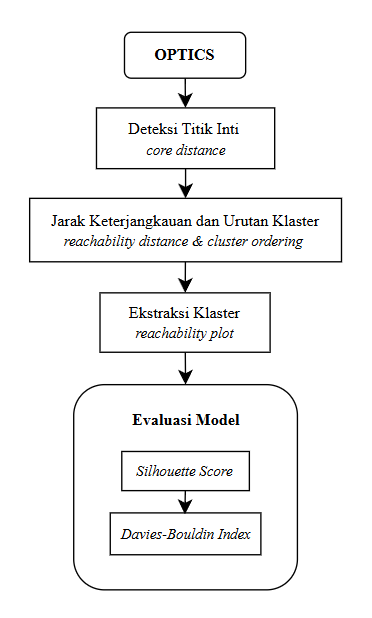 OPTICS
Deteksi Titik Inti
core distance
Jarak Keterjangkauan dan Urutan Klaster
reachability distance & cluster ordering
Ekstraksi Klaster
reachability plot
Evaluasi Model
Silhouette Score
Davies-Bouldin Index